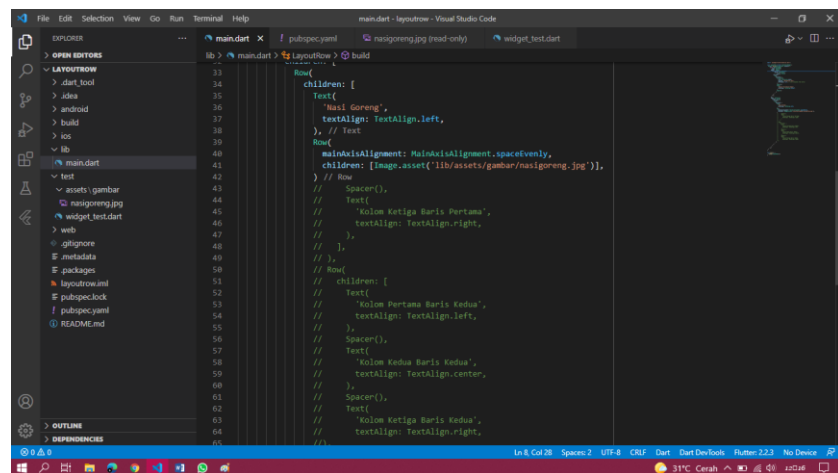 File Edit Selection View Go Run Terminal Help
main.dart - layoutrow - Visual Studio Code
EXPLORER
main.dart
pubspec.yaml
nasigoreng.jpg (read-only)
widget_test.dart
OPEN EDITORS
LAYOUTROW
.dart_tool
.idea
android
build
ios
lib
main.dart
test
assets \ gambar
nasigoreng.jpg
widget_test.dart
web
.gitignore
.metadata
.packages
layoutrow.iml
pubspec.lock
pubspec.yaml
README.md
OUTLINE
DEPENDENCIES
lib > main.dart > LayoutRow > build
33 Row(
34 children: [
35 Text(
36 'Nasi Goreng',
37 textAlign: TextAlign.left,
38 ), // Text
39 Row(
40 mainAxisAlignment: MainAxisAlignment.spaceEvenly,
41 children: [Image.asset('lib/assets/gambar/nasigoreng.jpg')],
42 ) // Row
43 // Spacer(),
44 // Text(
45 // 'Kolom Ketiga Baris Pertama',
46 // textAlign: TextAlign.right,
47 // ),
48 // ],
49 // ),
50 // Row(
51 // children: [
52 // Text(
53 // 'Kolom Pertama Baris Kedua',
54 // textAlign: TextAlign.left,
55 // ),
56 // Spacer(),
57 // Text(
58 // 'Kolom Kedua Baris Kedua',
59 // textAlign: TextAlign.center,
60 // ),
61 // Spacer(),
62 // Text(
63 // 'Kolom Ketiga Baris Kedua',
64 // textAlign: TextAlign.right,
65 //),
0 0
Ln 8, Col 28 Spaces: 2 UTF-8 CRLF Dart Dart DevTools Flutter: 2.2.3 No Device
31°C Cerah